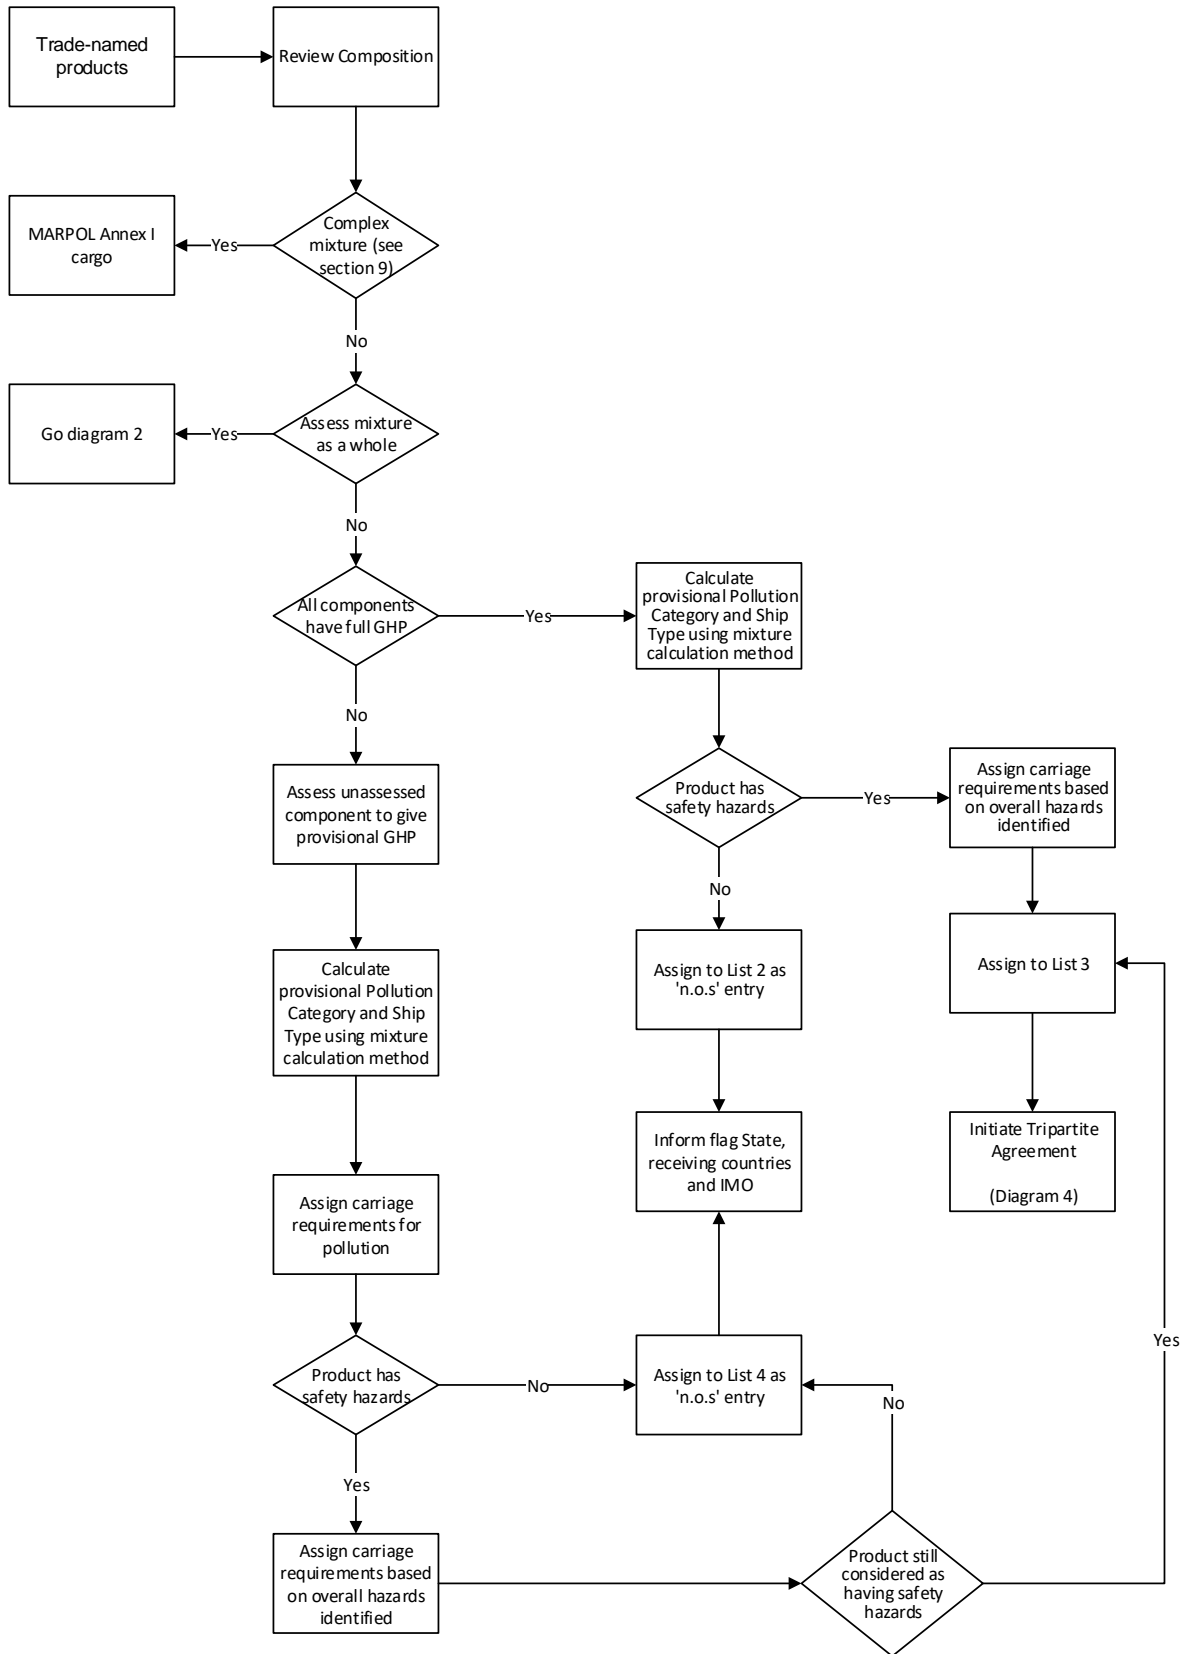 Trade-named
products
Review Composition
Complex
mixture (see
section 9)
Yes
MARPOL Annex I
cargo
No
Assess mixture
as a whole
Yes
Go diagram 2
No
All components
have full GHP
Yes
Calculate
provisional Pollution
Category and Ship
Type using mixture
calculation method
No
Assess unassessed
component to give
provisional GHP
Product has
safety hazards
Yes
Assign carriage
requirements based
on overall hazards
identified
No
Assign to List 2 as
'n.o.s' entry
Assign to List 3
Calculate
provisional Pollution
Category and Ship
Type using mixture
calculation method
Inform flag State,
receiving countries
and IMO
Initiate Tripartite
Agreement
(Diagram 4)
Assign carriage
requirements for
pollution
Product has
safety hazards
No
Assign to List 4 as
'n.o.s' entry
No
Yes
Yes
Assign carriage
requirements based
on overall hazards
identified
Product still
considered as
having safety
hazards